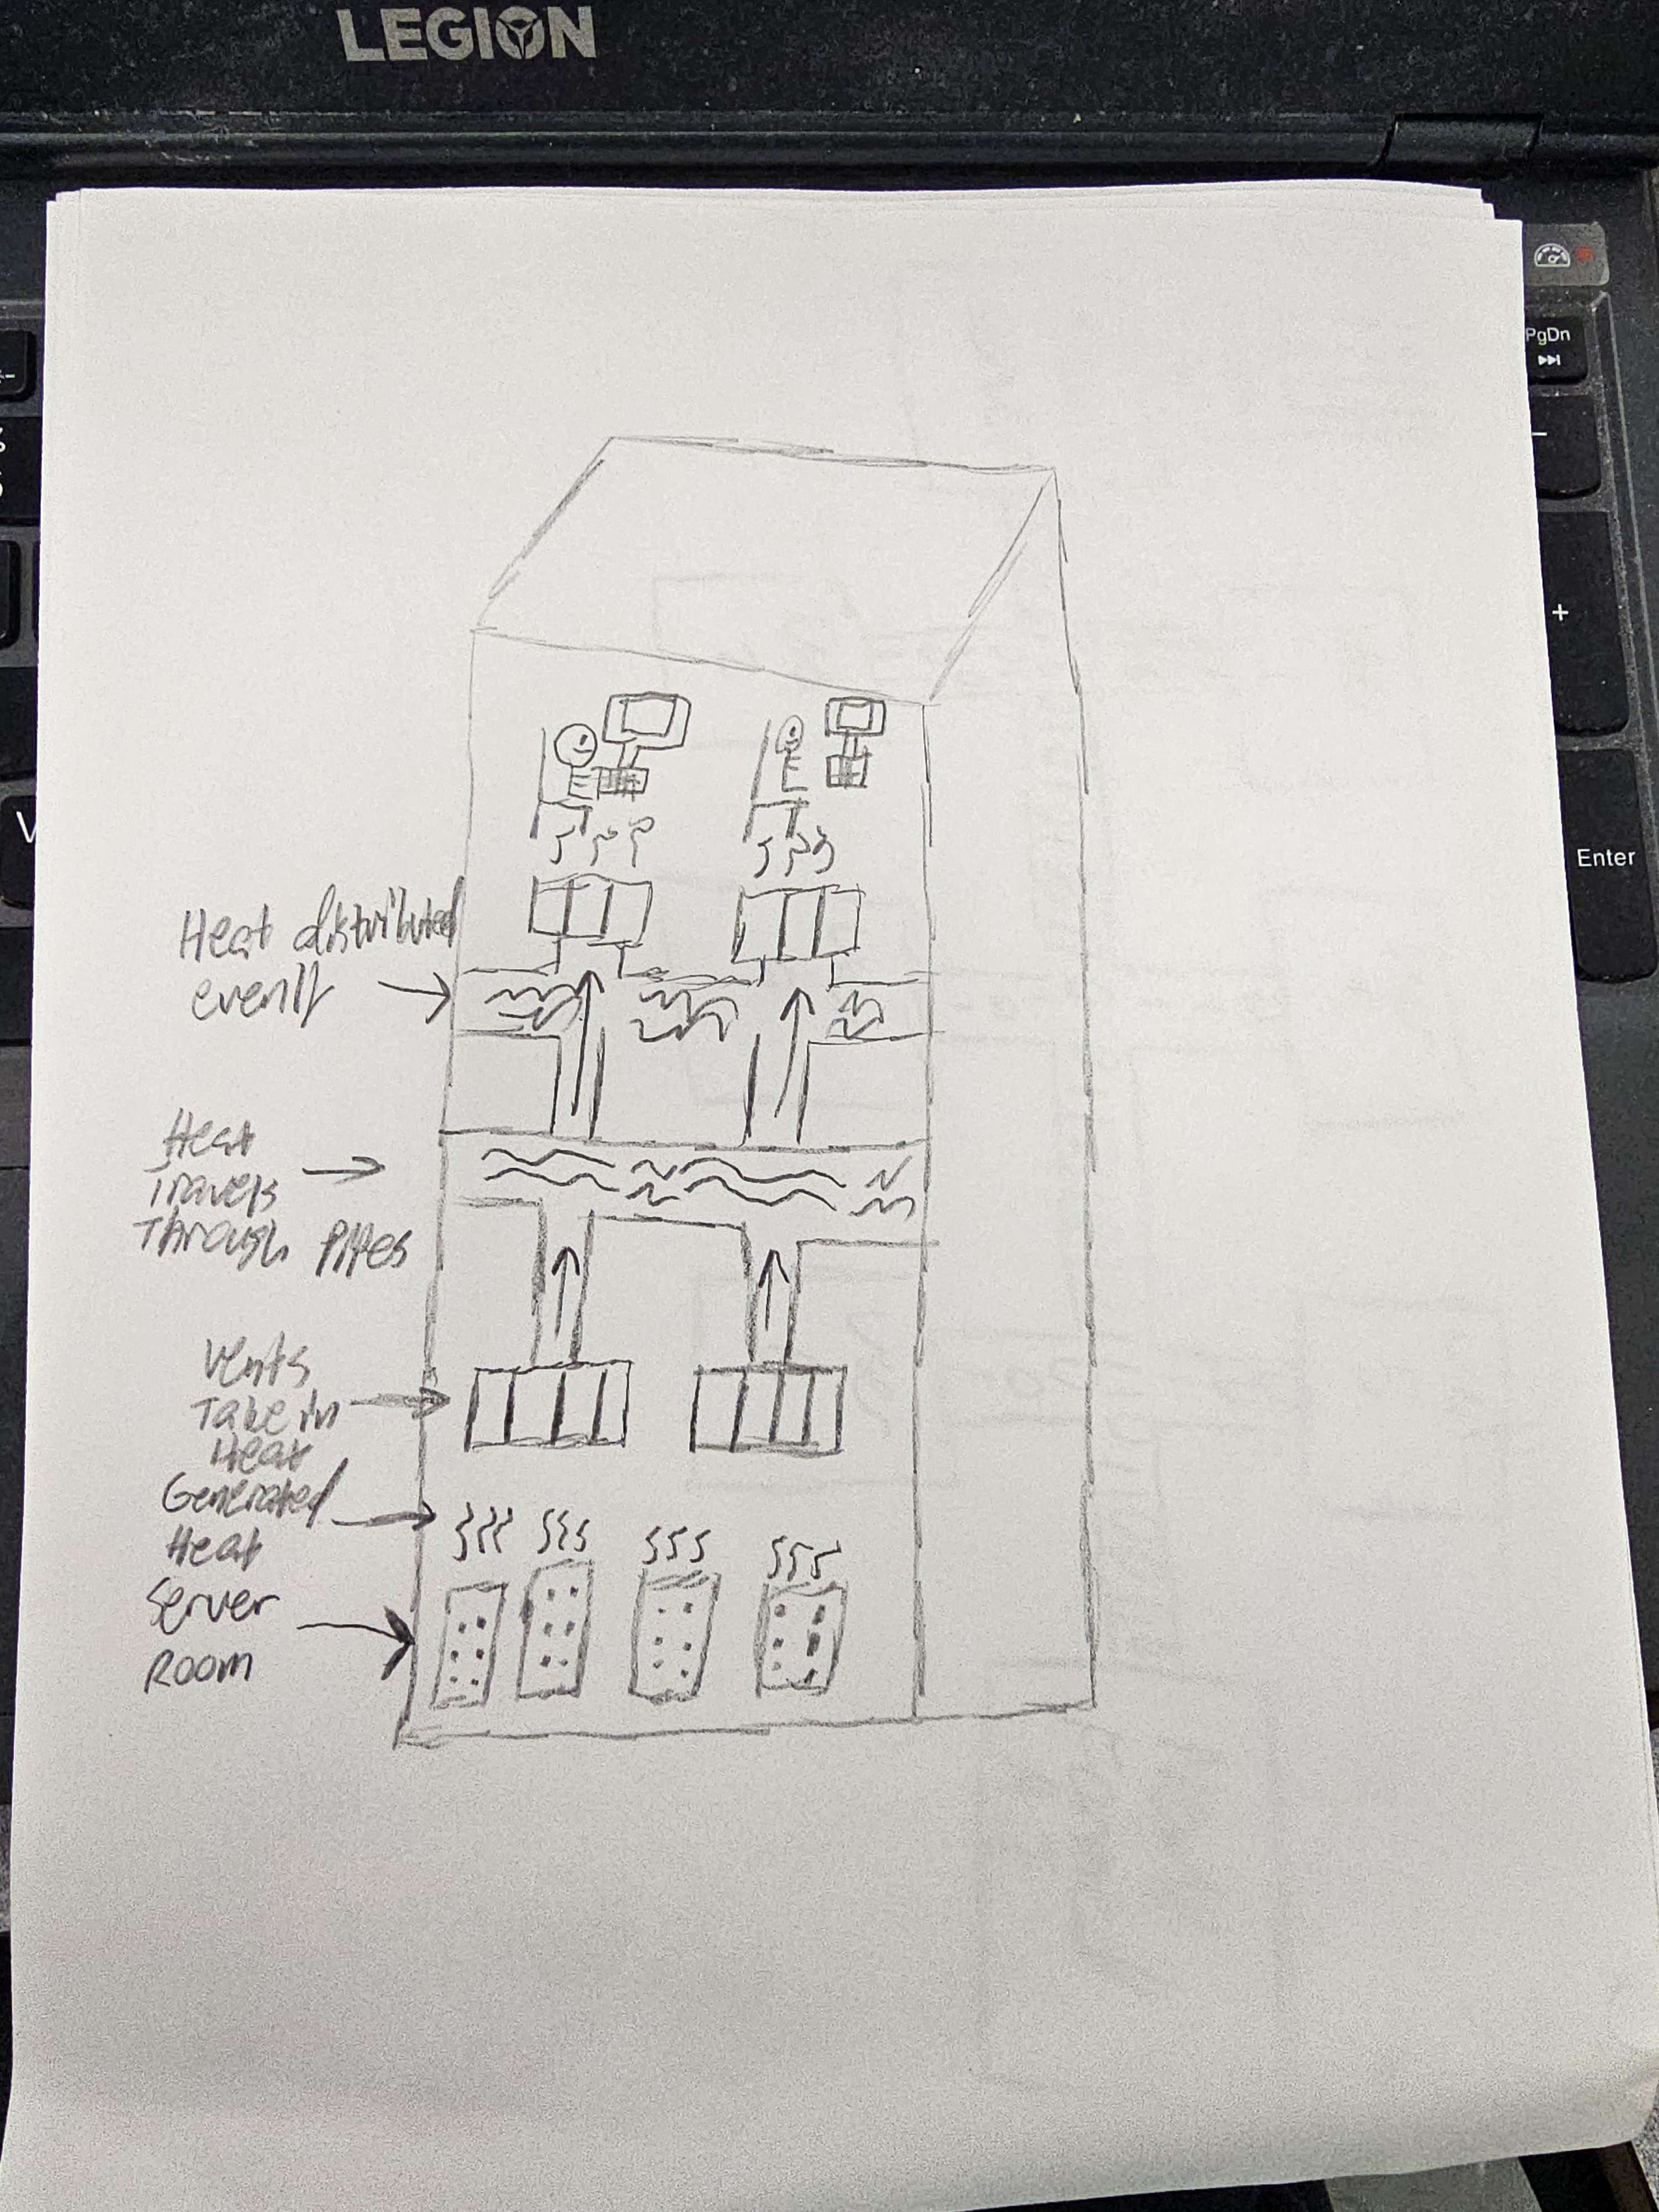 LEGION
PgDn
+
Enter
Heat distributed
evenly
Heat
Travels
Through Pipes
Vents
Take in
Heat
Generated
Heat
Server
Room